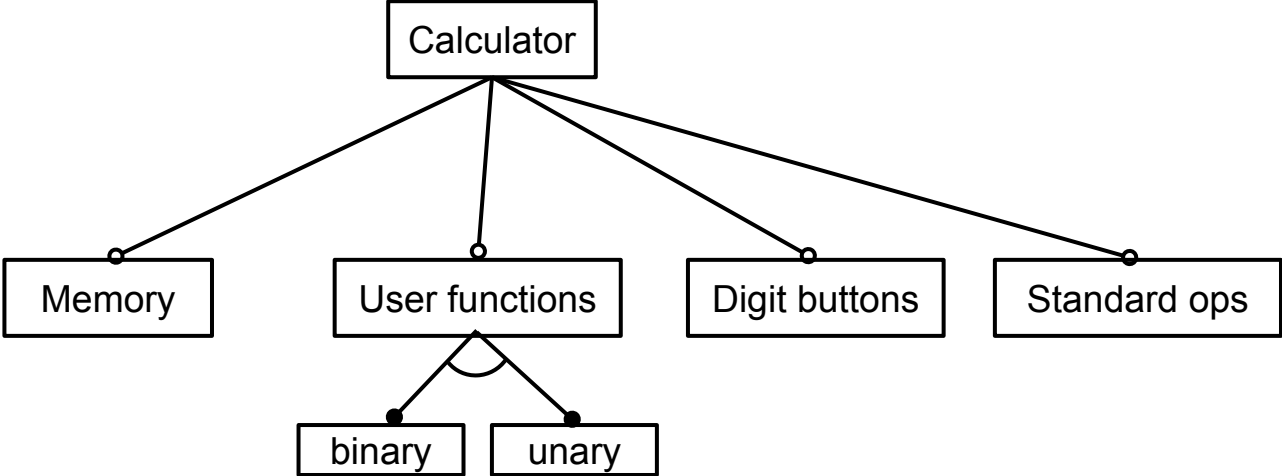 Calculator
Memory
User functions
Digit buttons
Standard ops
binary
unary